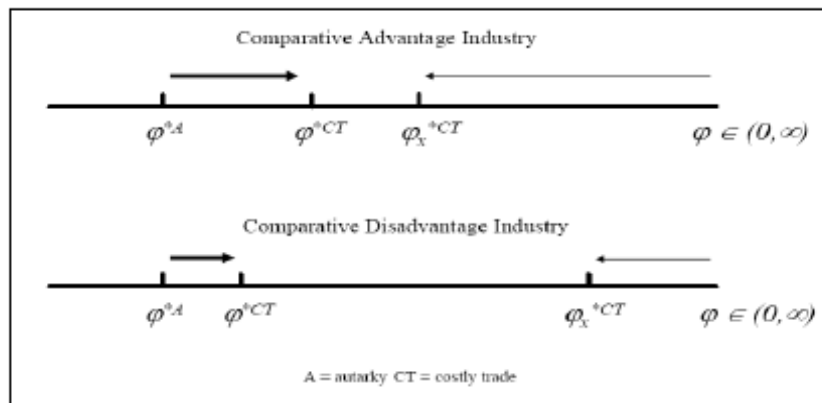 Comparative Advantage Industry
φ*A φ*CT φx*CT φ ∈ (0, ∞)
Comparative Disadvantage Industry
φ*A φ*CT φx*CT φ ∈ (0, ∞)
A = autarky CT = costly trade